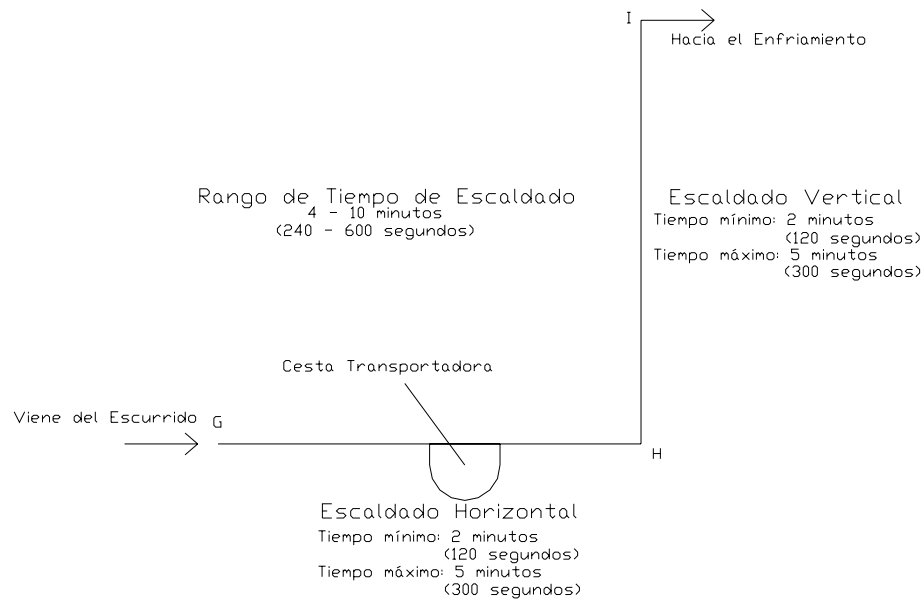 I
Hacia el Enfriamiento
Rango de Tiempo de Escaldado
4 - 10 minutos
(240 - 600 segundos)
Escaldado Vertical
Tiempo mínimo: 2 minutos
(120 segundos)
Tiempo máximo: 5 minutos
(300 segundos)
Cesta Transportadora
Viene del Escurrido
G
H
Escaldado Horizontal
Tiempo mínimo: 2 minutos
(120 segundos)
Tiempo máximo: 5 minutos
(300 segundos)